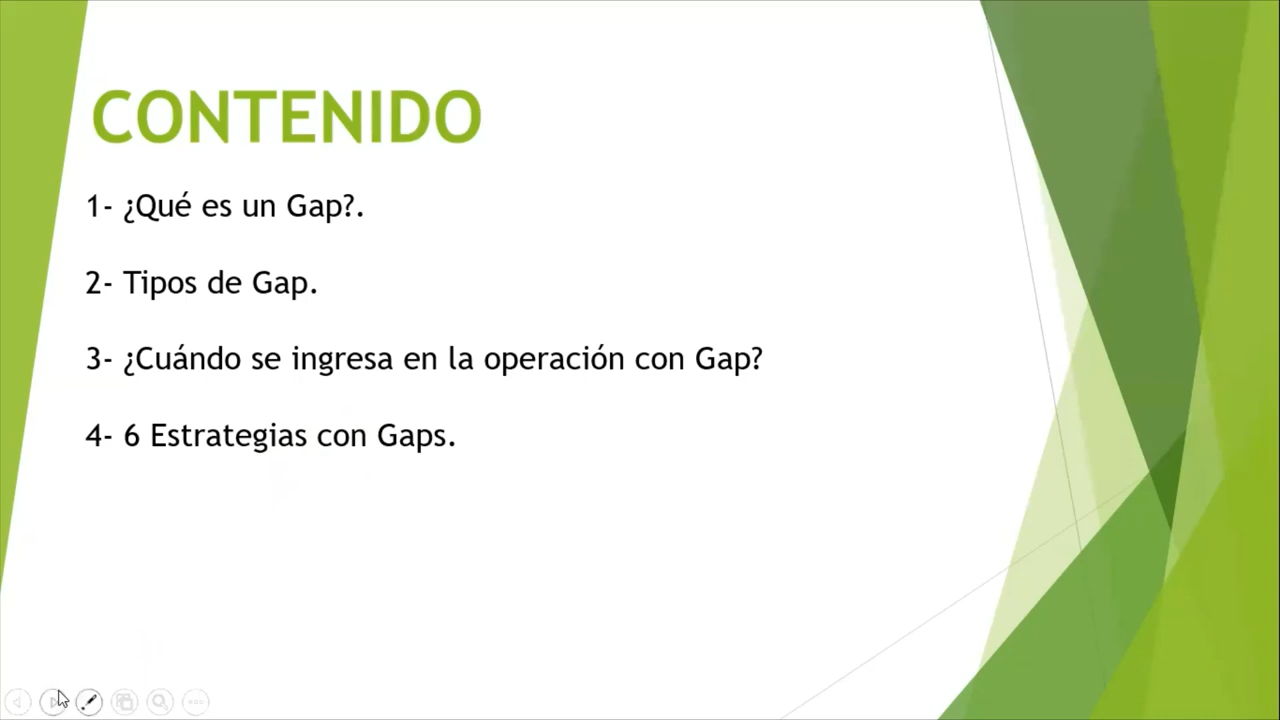 CONTENIDO
1- ¿Qué es un Gap?.
2- Tipos de Gap.
3- ¿Cuándo se ingresa en la operación con Gap?
4- 6 Estrategias con Gaps.